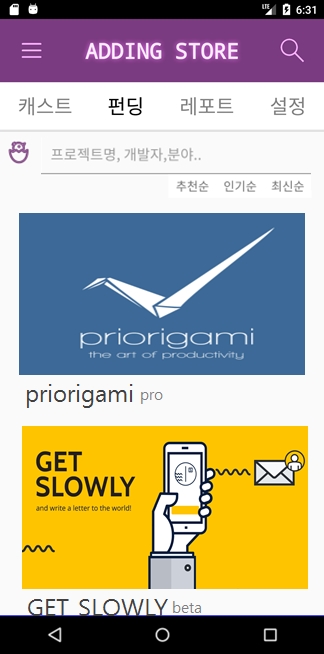 LTE 6:31
ADDING STORE
캐스트 펀딩 레포트 설정
프로젝트명, 개발자,분야..
추천순 인기순 최신순
priorigami
the art of productivity
priorigami pro
GET
SLOWLY
and write a letter to the world!
GET SLOWLY beta